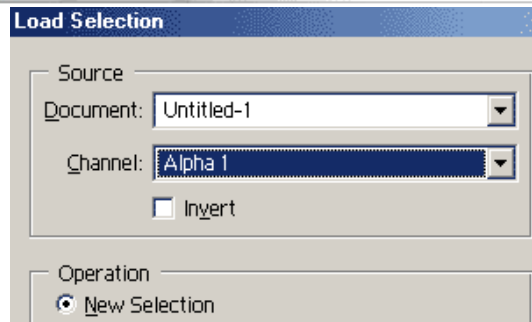 Load Selection
Source
Document: Untitled-1
Channel: Alpha 1
Invert
Operation
New Selection